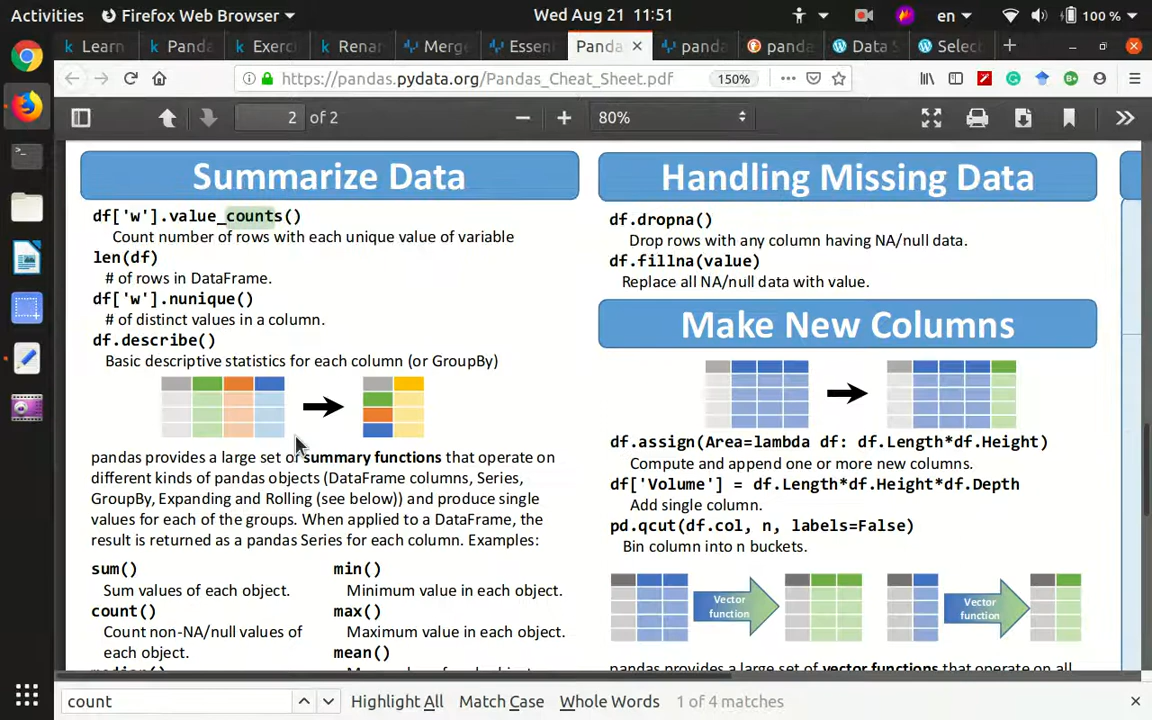 Activities Firefox Web Browser Wed Aug 21 11:51 en 100 %
Learn Panda Exerci Renar Merge Essen Panda panda panda Data S Select
https://pandas.pydata.org/Pandas_Cheat_Sheet.pdf 150%
2 of 2 80%
Summarize Data
df['w'].value_counts()
Count number of rows with each unique value of variable
len(df)
# of rows in DataFrame.
df['w'].nunique()
# of distinct values in a column.
df.describe()
Basic descriptive statistics for each column (or GroupBy)
pandas provides a large set of summary functions that operate on
different kinds of pandas objects (DataFrame columns, Series,
GroupBy, Expanding and Rolling (see below)) and produce single
values for each of the groups. When applied to a DataFrame, the
result is returned as a pandas Series for each column. Examples:
sum()
Sum values of each object.
count()
Count non-NA/null values of
each object.
min()
Minimum value in each object.
max()
Maximum value in each object.
mean()
Handling Missing Data
df.dropna()
Drop rows with any column having NA/null data.
df.fillna(value)
Replace all NA/null data with value.
Make New Columns
df.assign(Area=lambda df: df.Length*df.Height)
Compute and append one or more new columns.
df['Volume'] = df.Length*df.Height*df.Depth
Add single column.
pd.qcut(df.col, n, labels=False)
Bin column into n buckets.
Vector
function
Vector
function
pandas provides a large set of vector functions that operate on all
count Highlight All Match Case Whole Words 1 of 4 matches